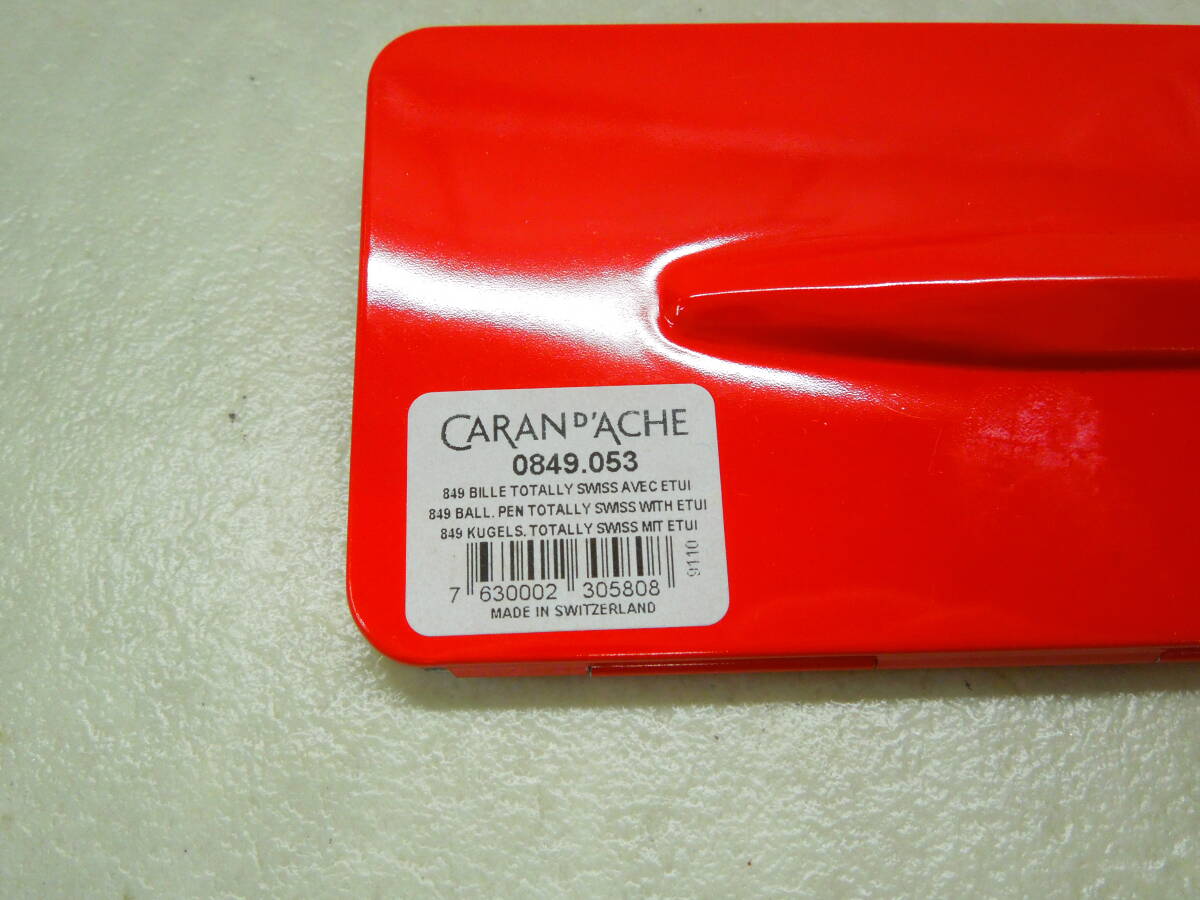 CARAN D'ACHE
0849.053
849 BILLE TOTALLY SWISS AVEC ETUI
849 BALL. PEN TOTALLY SWISS WITH ETUI
849 KUGELS. TOTALLY SWISS MIT ETUI
9110
7 630002 305808
MADE IN SWITZERLAND